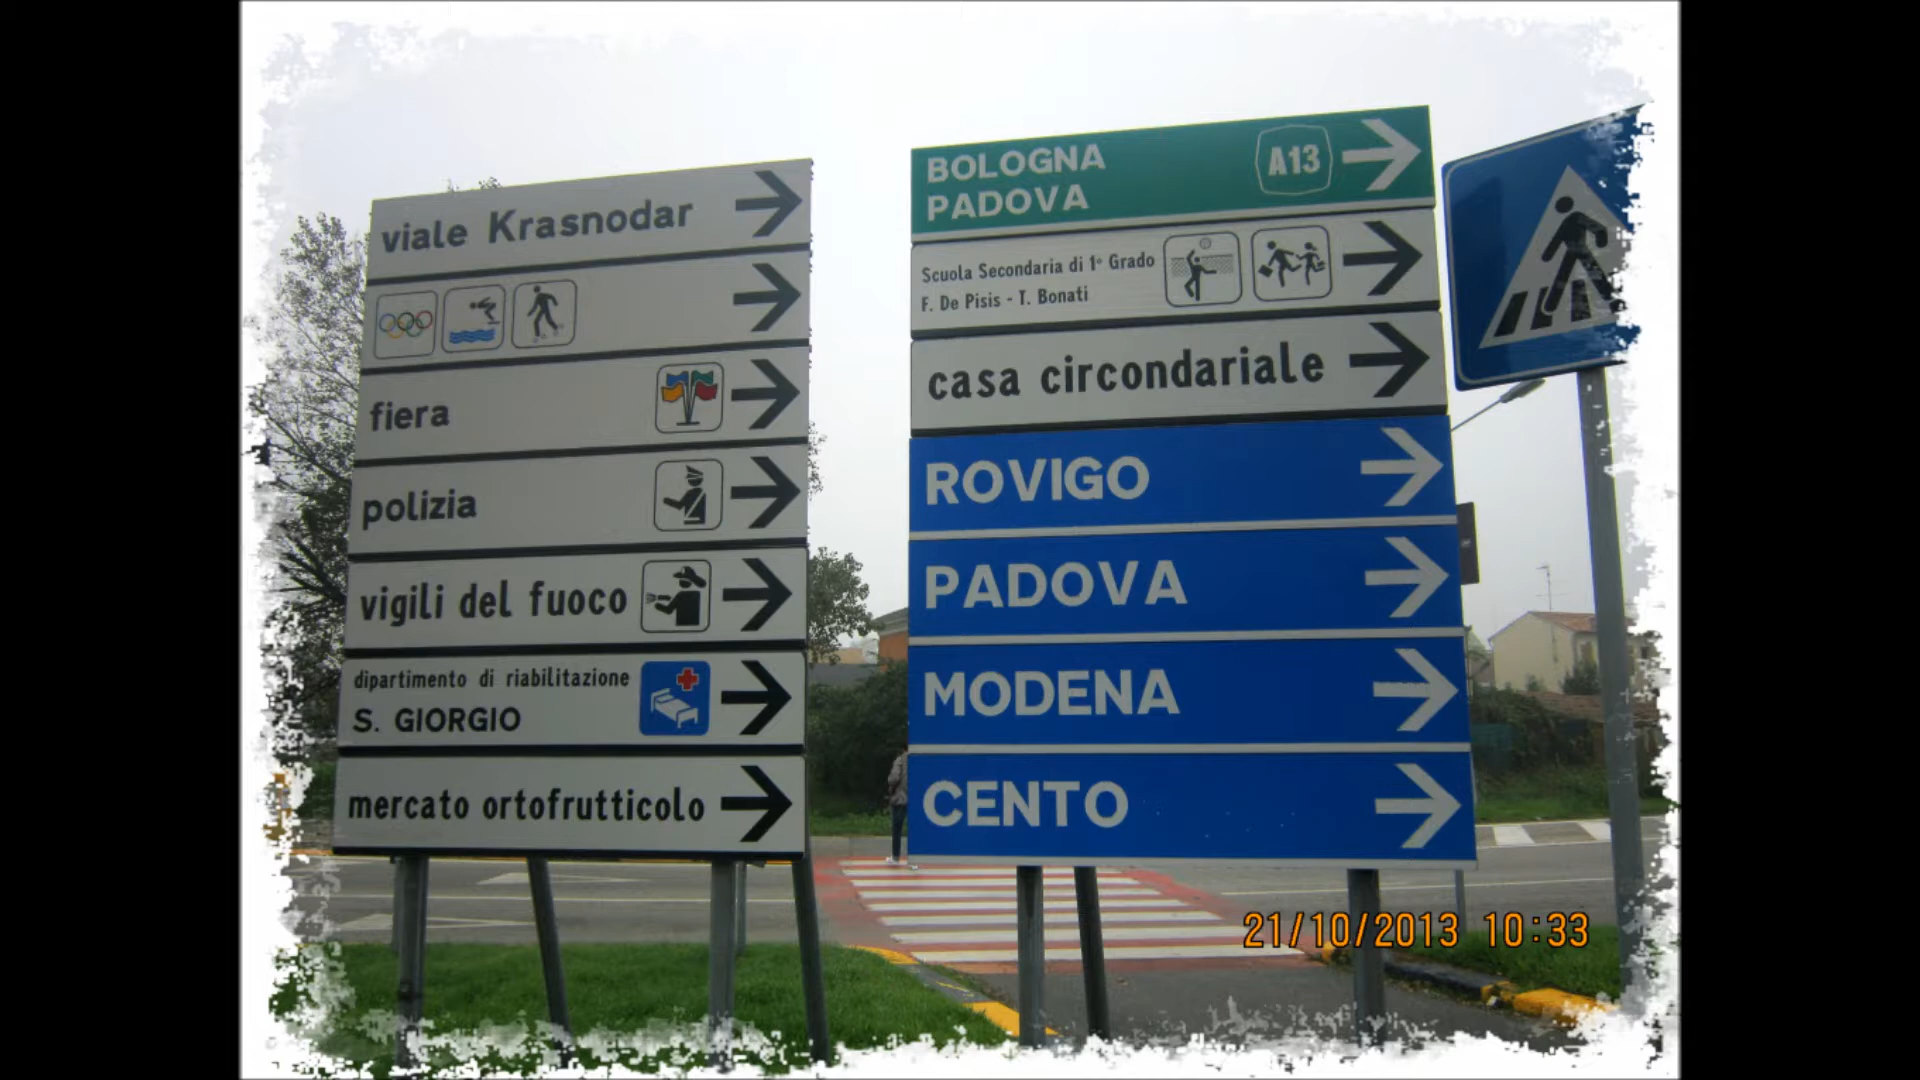 viale Krasnodar
fiera
polizia
vigili del fuoco
dipartimento di riabilitazione
S. GIORGIO
mercato ortofrutticolo
BOLOGNA
PADOVA
A13
Scuola Secondaria di 1° Grado
F. De Pisis - T. Bonati
casa circondariale
ROVIGO
PADOVA
MODENA
CENTO
21/10/2013 10:33